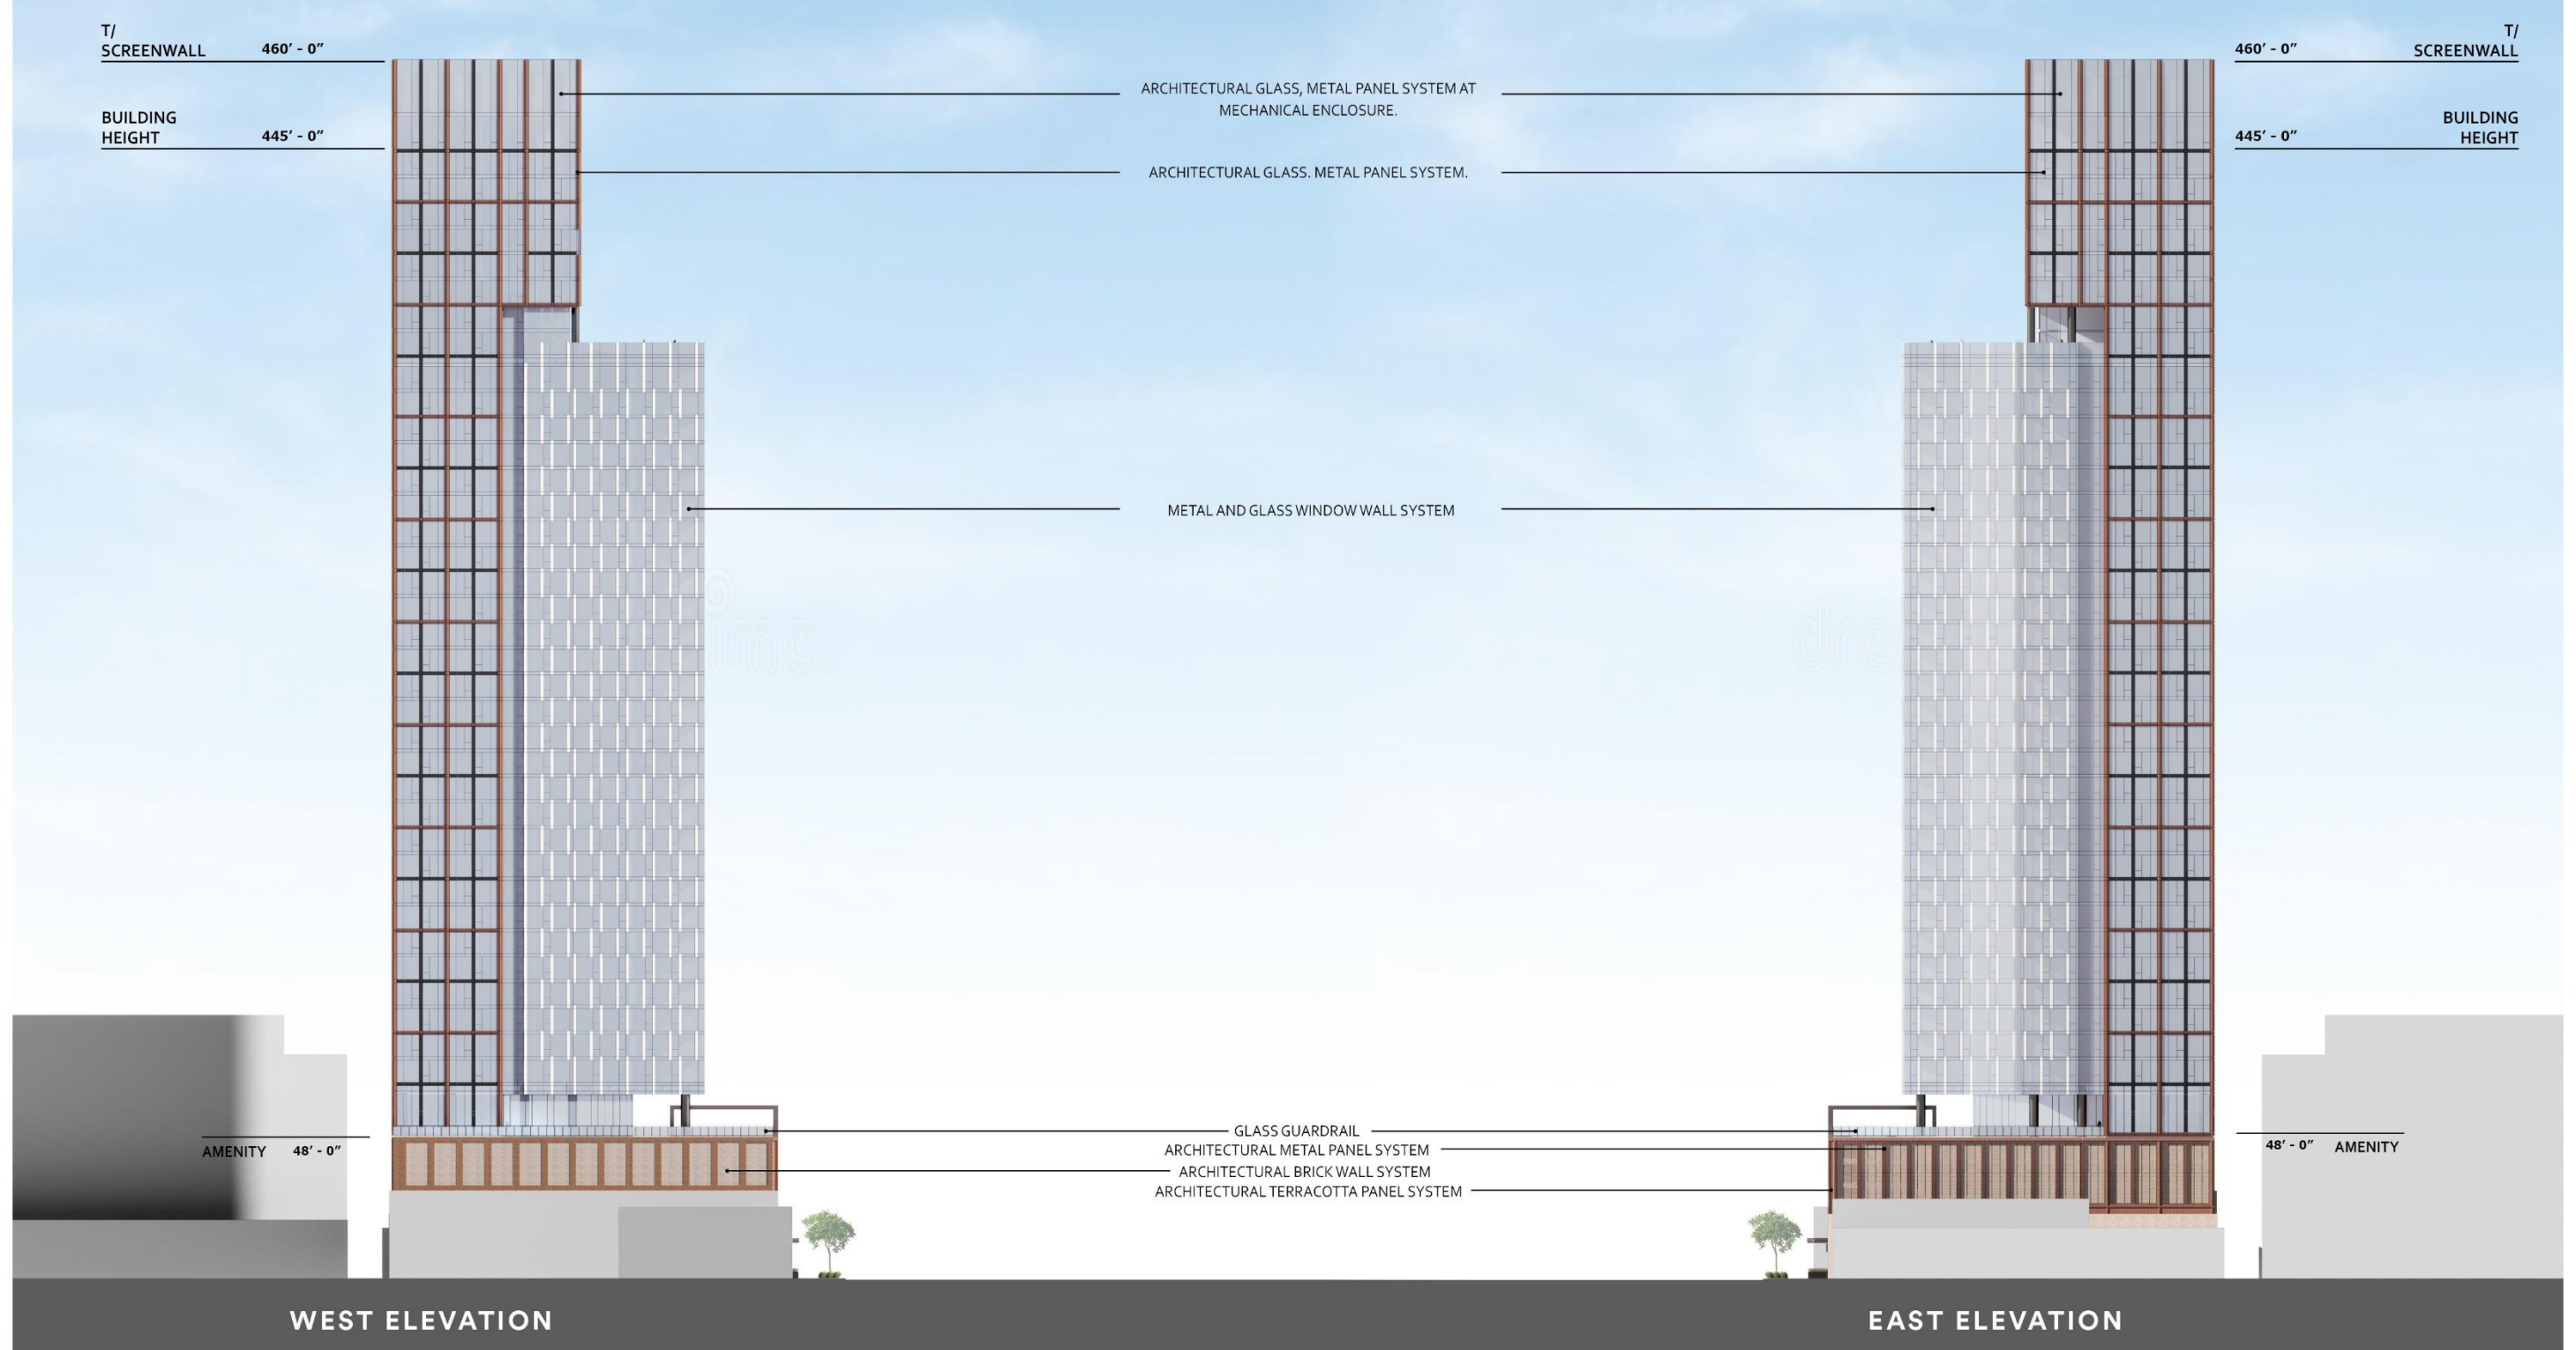 T/
SCREENWALL 460' - 0"
BUILDING
HEIGHT 445' - 0"
ARCHITECTURAL GLASS, METAL PANEL SYSTEM AT
MECHANICAL ENCLOSURE.
ARCHITECTURAL GLASS. METAL PANEL SYSTEM.
METAL AND GLASS WINDOW WALL SYSTEM
T/
460' - 0" SCREENWALL
BUILDING
445' - 0" HEIGHT
GLASS GUARDRAIL
ARCHITECTURAL METAL PANEL SYSTEM
ARCHITECTURAL BRICK WALL SYSTEM
ARCHITECTURAL TERRACOTTA PANEL SYSTEM
AMENITY 48' - 0"
48' - 0" AMENITY
WEST ELEVATION
EAST ELEVATION